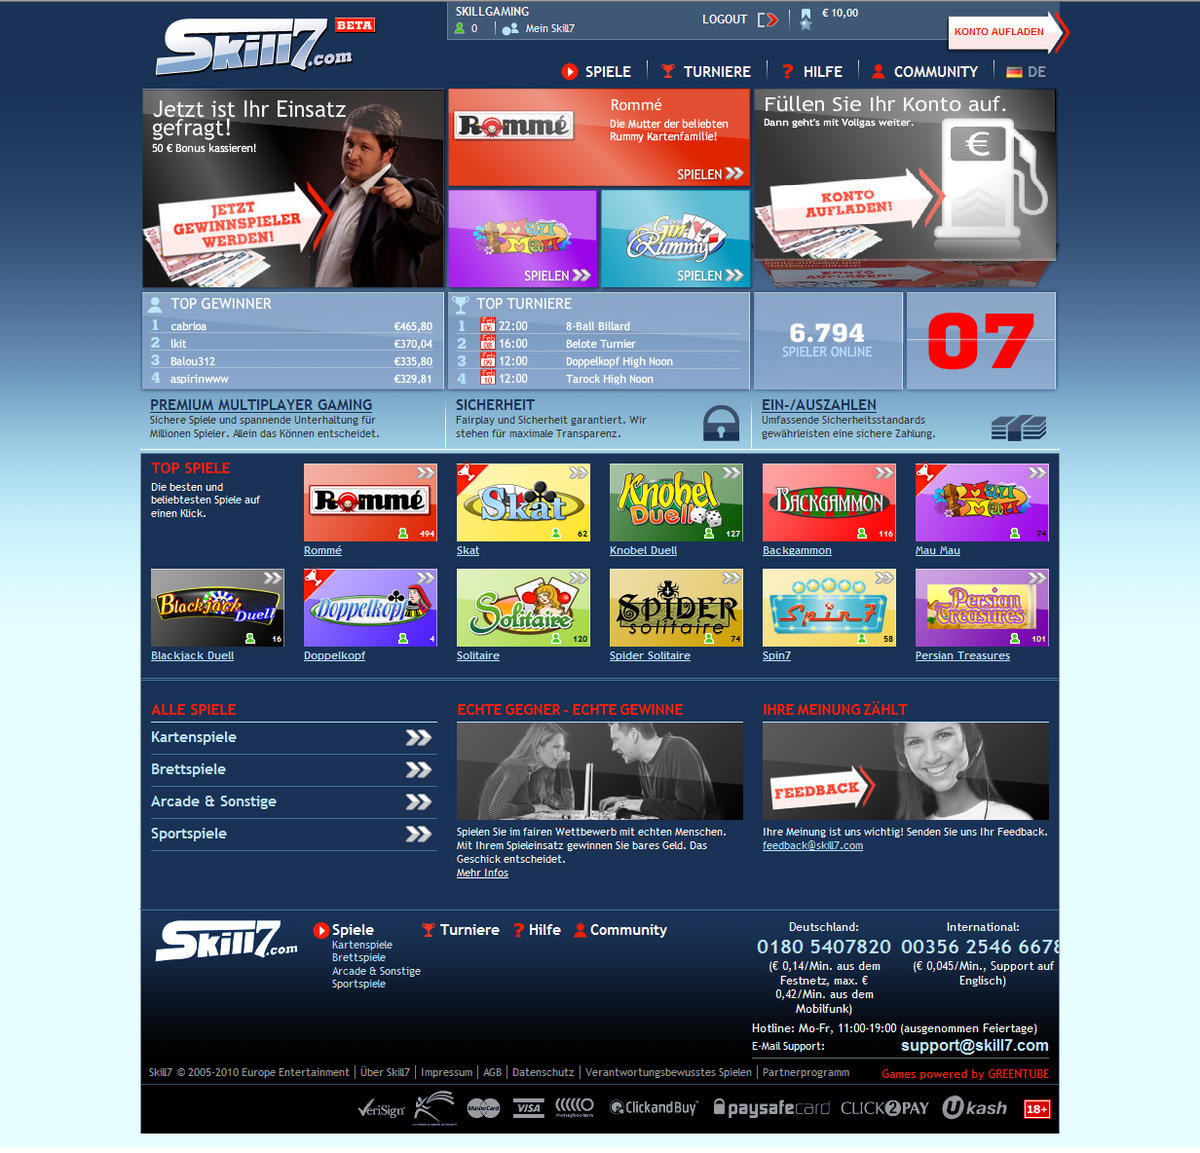 Skill7.com BETA
SKILLGAMING
0 Mein Skill7
LOGOUT
€ 10,00
KONTO AUFLADEN
SPIELE TURNIERE HILFE COMMUNITY DE
Jetzt ist Ihr Einsatz
gefragt!
50 € Bonus kassieren!
JETZT
GEWINNSPIELER
WERDEN!
Rommé
Rommé
Die Mutter der beliebten
Rummy Kartenfamilie!
SPIELEN
Mau Mau
SPIELEN
Gin Rummy
SPIELEN
Füllen Sie Ihr Konto auf.
Dann geht's mit Vollgas weiter.
€
KONTO
AUFLADEN!
TOP GEWINNER
1 cabrioa €465,80
2 lkit €370,04
3 Balou312 €335,80
4 aspirinwww €329,81
TOP TURNIERE
1 Feb 06 22:00 8-Ball Billard
2 Feb 08 16:00 Belote Turnier
3 Feb 09 12:00 Doppelkopf High Noon
4 Feb 10 12:00 Tarock High Noon
6.794
SPIELER ONLINE
07
PREMIUM MULTIPLAYER GAMING
Sichere Spiele und spannende Unterhaltung für
Millionen Spieler. Allein das Können entscheidet.
SICHERHEIT
Fairplay und Sicherheit garantiert. Wir
stehen für maximale Transparenz.
EIN-/AUSZAHLEN
Umfassende Sicherheitsstandards
gewährleisten eine sichere Zahlung.
TOP SPIELE
Die besten und
beliebtesten Spiele auf
einen Klick.
Rommé 494
Rommé
Skat 62
Skat
Knobel Duell 127
Knobel Duell
Backgammon 116
Backgammon
Mau Mau 74
Mau Mau
Blackjack Duell 16
Blackjack Duell
Doppelkopf 4
Doppelkopf
Solitaire 120
Solitaire
Spider solitaire 74
Spider Solitaire
Spin7 58
Spin7
Persian Treasures 101
Persian Treasures
ALLE SPIELE
Kartenspiele
Brettspiele
Arcade & Sonstige
Sportspiele
ECHTE GEGNER - ECHTE GEWINNE
Spielen Sie im fairen Wettbewerb mit echten Menschen.
Mit Ihrem Spieleinsatz gewinnen Sie bares Geld. Das
Geschick entscheidet.
Mehr Infos
IHRE MEINUNG ZÄHLT
FEEDBACK
Ihre Meinung ist uns wichtig! Senden Sie uns Ihr Feedback.
feedback@skill7.com
Skill7.com
Spiele Turniere Hilfe Community
Kartenspiele
Brettspiele
Arcade & Sonstige
Sportspiele
Deutschland:
0180 5407820
(€ 0,14/Min. aus dem
Festnetz, max. €
0,42/Min. aus dem
Mobilfunk)
International:
00356 2546 6678
(€ 0,045/Min., Support auf
Englisch)
Hotline: Mo-Fr, 11:00-19:00 (ausgenommen Feiertage)
E-Mail Support: support@skill7.com
Skill7 © 2005-2010 Europe Entertainment | Über Skill7 | Impressum | AGB | Datenschutz | Verantwortungsbewusstes Spielen | Partnerprogramm
Games powered by GREENTUBE
VeriSign MasterCard VISA moneybookers ClickandBuy paysafecard CLICK2PAY Ukash 18+